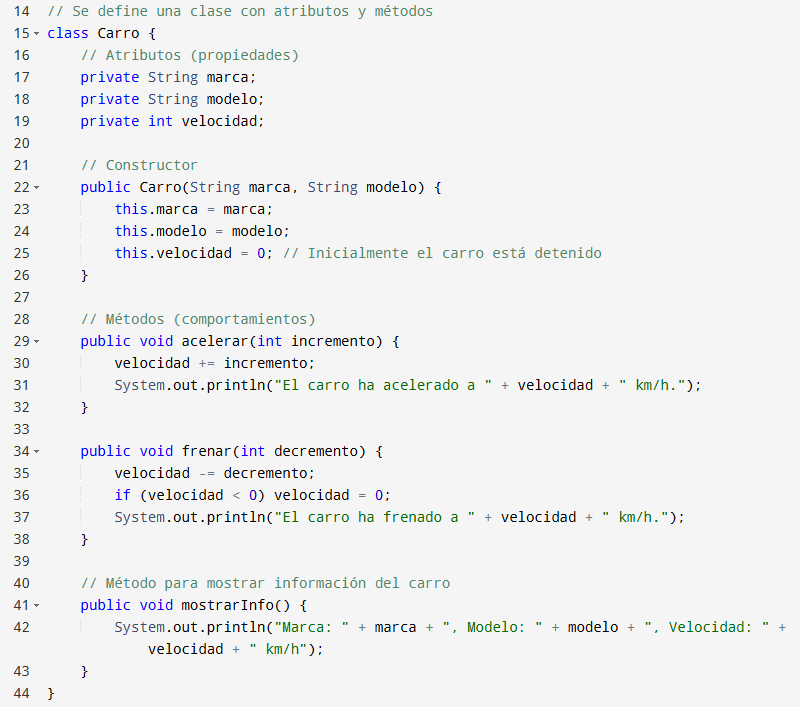 14 // Se define una clase con atributos y métodos
15 class Carro {
16     // Atributos (propiedades)
17     private String marca;
18     private String modelo;
19     private int velocidad;
20
21     // Constructor
22     public Carro(String marca, String modelo) {
23         this.marca = marca;
24         this.modelo = modelo;
25         this.velocidad = 0; // Inicialmente el carro está detenido
26     }
27
28     // Métodos (comportamientos)
29     public void acelerar(int incremento) {
30         velocidad += incremento;
31         System.out.println("El carro ha acelerado a " + velocidad + " km/h.");
32     }
33
34     public void frenar(int decremento) {
35         velocidad -= decremento;
36         if (velocidad < 0) velocidad = 0;
37         System.out.println("El carro ha frenado a " + velocidad + " km/h.");
38     }
39
40     // Método para mostrar información del carro
41     public void mostrarInfo() {
42         System.out.println("Marca: " + marca + ", Modelo: " + modelo + ", Velocidad: " +
            velocidad + " km/h");
43     }
44 }